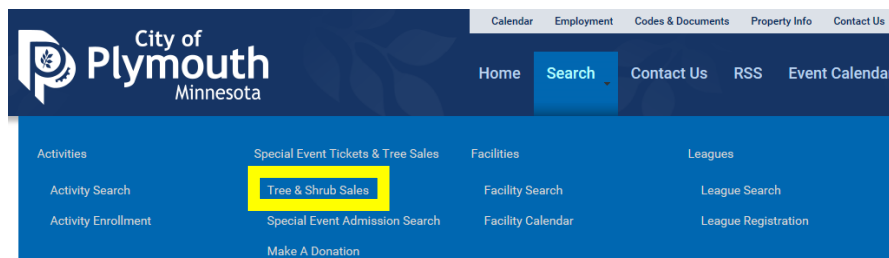 Calendar Employment Codes & Documents Property Info Contact Us
City of
Plymouth
Minnesota
Home Search Contact Us RSS Event Calenda
Activities Special Event Tickets & Tree Sales Facilities Leagues
Activity Search Tree & Shrub Sales Facility Search League Search
Activity Enrollment Special Event Admission Search Facility Calendar League Registration
Make A Donation